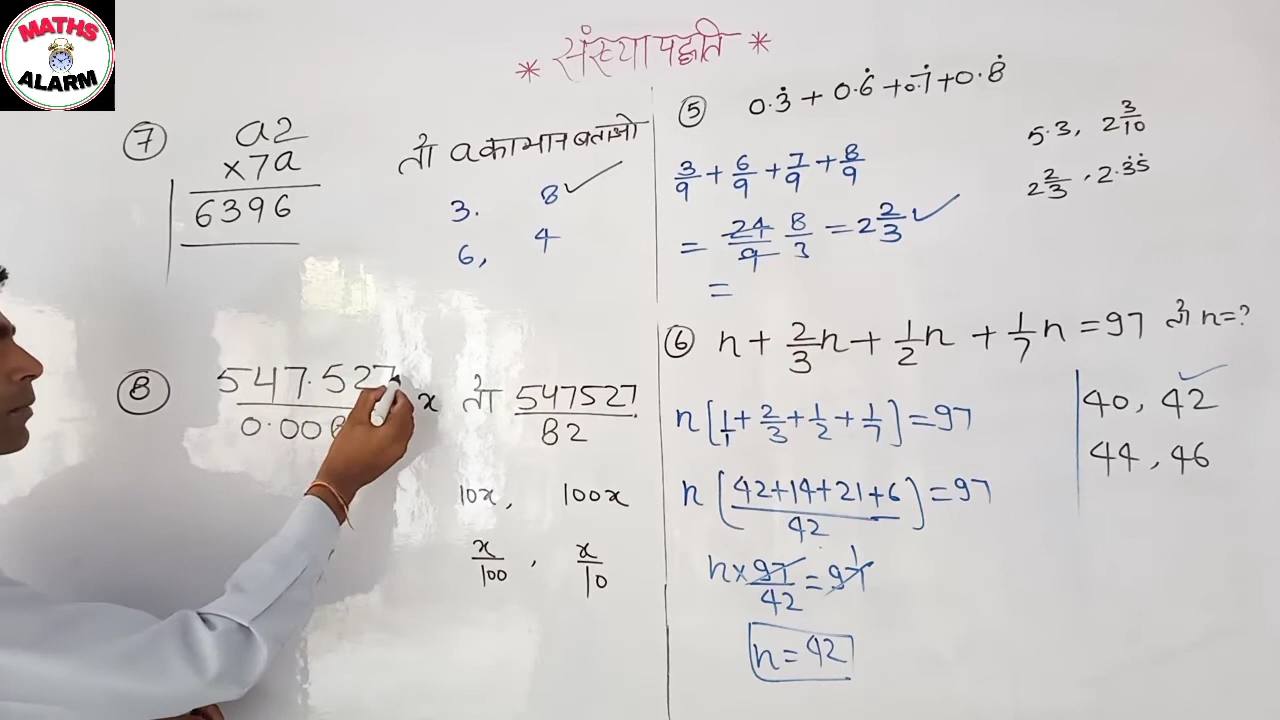 MATHS
ALARM
* संख्या पद्धति *
7 a2
×7a
6396
तो a का मान बताओ
3. 8 ✓
6, 4
8 547.527 x तो 547527/82
0.00
10x, 100x
x/100 , x/10
5 0.3̇ + 0.6̇ + 0.7̇ + 0.8̇
5.3, 2 3/10
2 2/3 , 2.3̇5̇
3/9 + 6/9 + 7/9 + 8/9
= 24/9 8/3 = 2 2/3 ✓
=
6 n + 2/3 n + 1/2 n + 1/7 n = 97 तो n=?
40, 42 ✓
44, 46
n[1/1 + 2/3 + 1/2 + 1/7] = 97
n[42+14+21+6/42] = 97
n × 97/42 = 97 1
n = 42